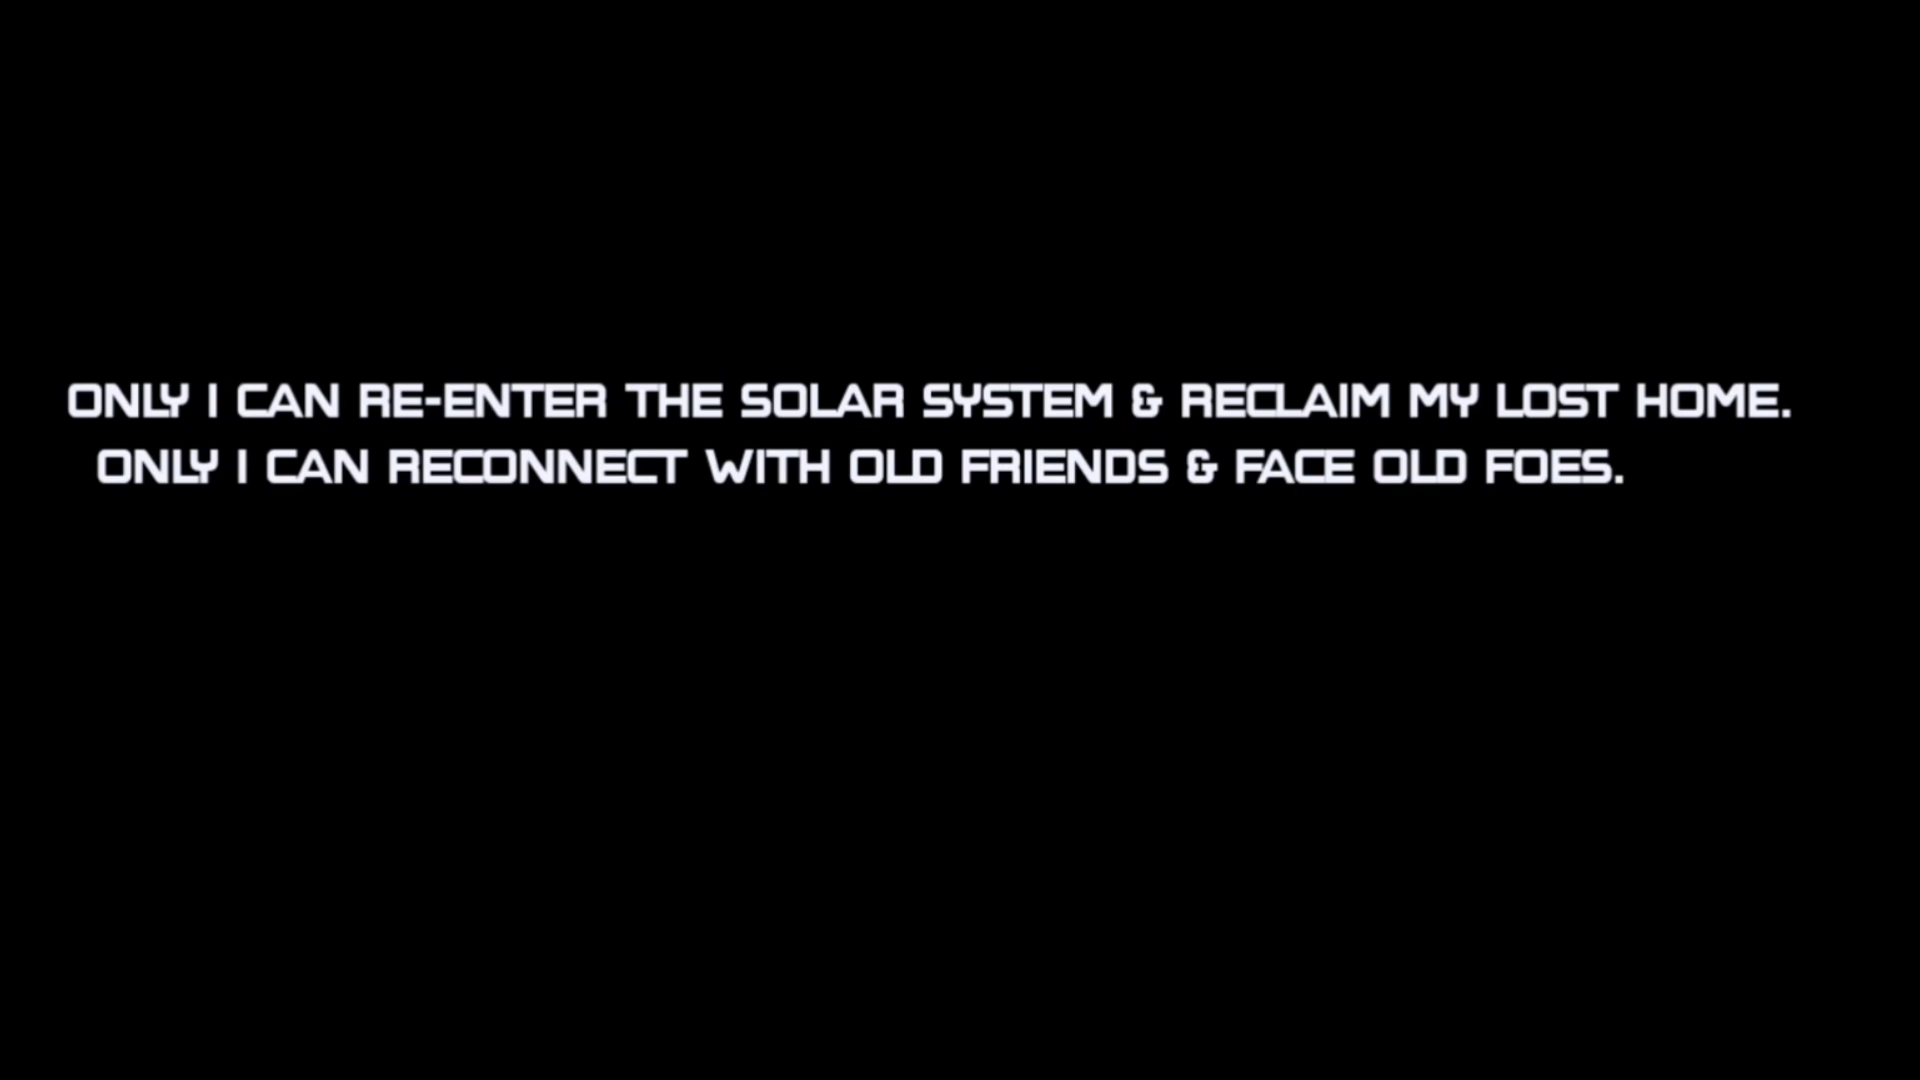 ONLY I CAN RE-ENTER THE SOLAR SYSTEM & RECLAIM MY LOST HOME.
ONLY I CAN RECONNECT WITH OLD FRIENDS & FACE OLD FOES.